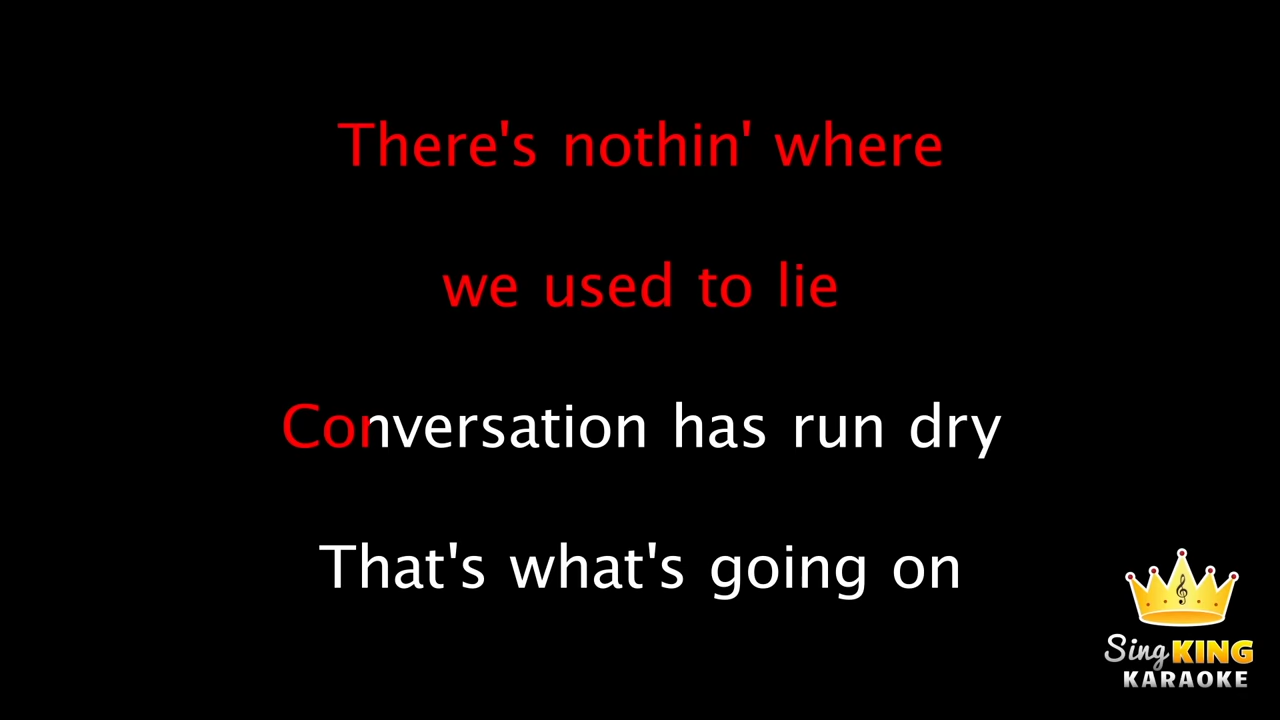 There's nothin' where
we used to lie
Conversation has run dry
That's what's going on
Sing KING
KARAOKE